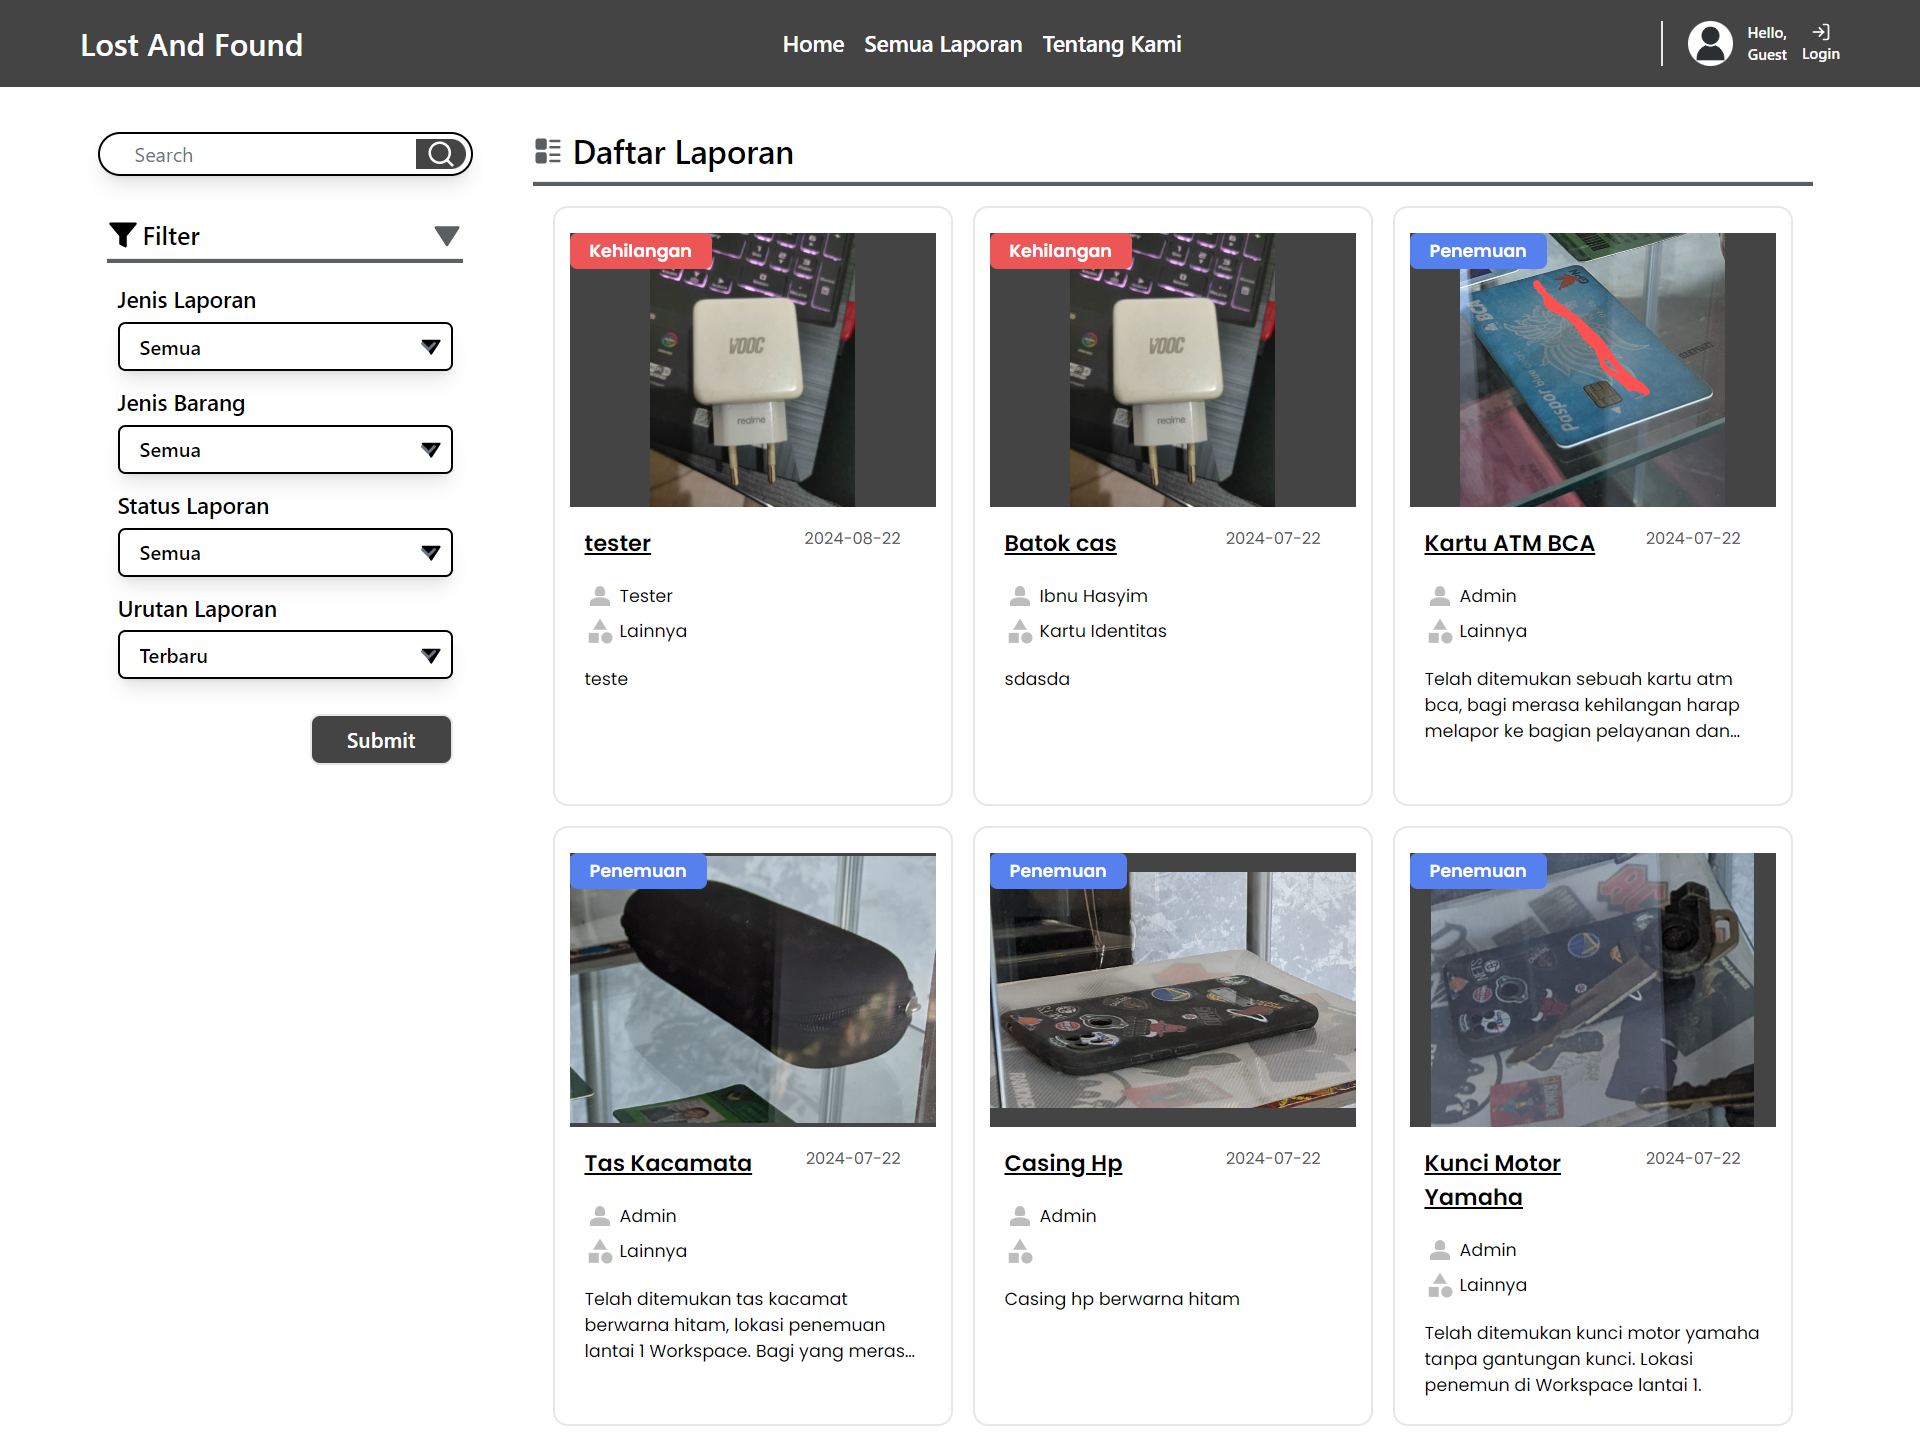 Lost And Found
Home Semua Laporan Tentang Kami
Hello,
Guest
Login
Search
Filter
Jenis Laporan
Semua
Jenis Barang
Semua
Status Laporan
Semua
Urutan Laporan
Terbaru
Submit
Daftar Laporan
Kehilangan
VOOC
realme
tester
2024-08-22
Tester
Lainnya
teste
Kehilangan
VOOC
realme
Batok cas
2024-07-22
Ibnu Hasyim
Kartu Identitas
sdasda
Penemuan
BCA
Paspor blue
Kartu ATM BCA
2024-07-22
Admin
Lainnya
Telah ditemukan sebuah kartu atm
bca, bagi merasa kehilangan harap
melapor ke bagian pelayanan dan...
Penemuan
Tas Kacamata
2024-07-22
Admin
Lainnya
Telah ditemukan tas kacamat
berwarna hitam, lokasi penemuan
lantai 1 Workspace. Bagi yang meras...
Penemuan
Casing Hp
2024-07-22
Admin
Casing hp berwarna hitam
Penemuan
Kunci Motor
Yamaha
2024-07-22
Admin
Lainnya
Telah ditemukan kunci motor yamaha
tanpa gantungan kunci. Lokasi
penemun di Workspace lantai 1.